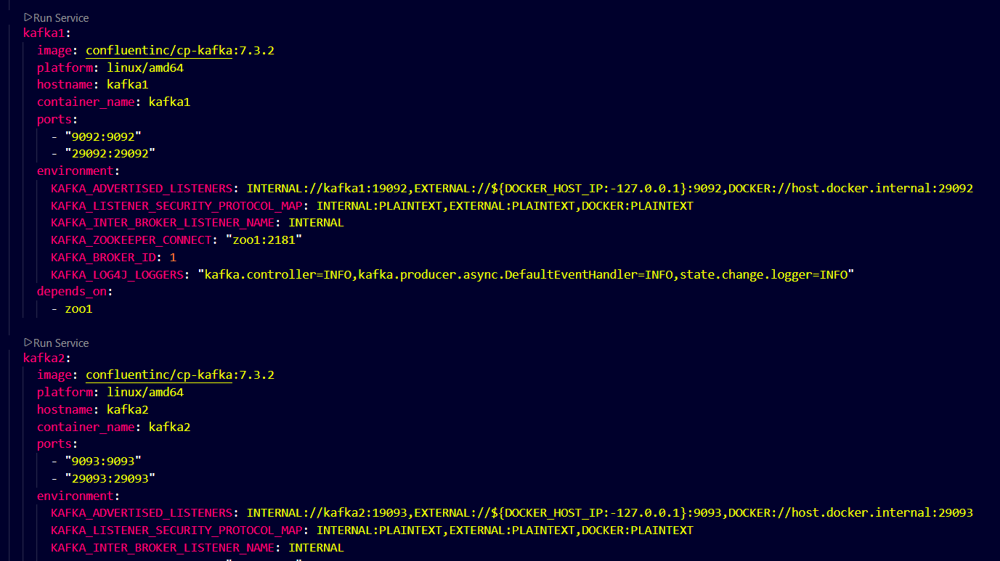 Run Service
kafka1:
image: confluentinc/cp-kafka:7.3.2
platform: linux/amd64
hostname: kafka1
container_name: kafka1
ports:
- "9092:9092"
- "29092:29092"
environment:
KAFKA_ADVERTISED_LISTENERS: INTERNAL://kafka1:19092,EXTERNAL://${DOCKER_HOST_IP:-127.0.0.1}:9092,DOCKER://host.docker.internal:29092
KAFKA_LISTENER_SECURITY_PROTOCOL_MAP: INTERNAL:PLAINTEXT,EXTERNAL:PLAINTEXT,DOCKER:PLAINTEXT
KAFKA_INTER_BROKER_LISTENER_NAME: INTERNAL
KAFKA_ZOOKEEPER_CONNECT: "zoo1:2181"
KAFKA_BROKER_ID: 1
KAFKA_LOG4J_LOGGERS: "kafka.controller=INFO,kafka.producer.async.DefaultEventHandler=INFO,state.change.logger=INFO"
depends_on:
- zoo1
Run Service
kafka2:
image: confluentinc/cp-kafka:7.3.2
platform: linux/amd64
hostname: kafka2
container_name: kafka2
ports:
- "9093:9093"
- "29093:29093"
environment:
KAFKA_ADVERTISED_LISTENERS: INTERNAL://kafka2:19093,EXTERNAL://${DOCKER_HOST_IP:-127.0.0.1}:9093,DOCKER://host.docker.internal:29093
KAFKA_LISTENER_SECURITY_PROTOCOL_MAP: INTERNAL:PLAINTEXT,EXTERNAL:PLAINTEXT,DOCKER:PLAINTEXT
KAFKA_INTER_BROKER_LISTENER_NAME: INTERNAL